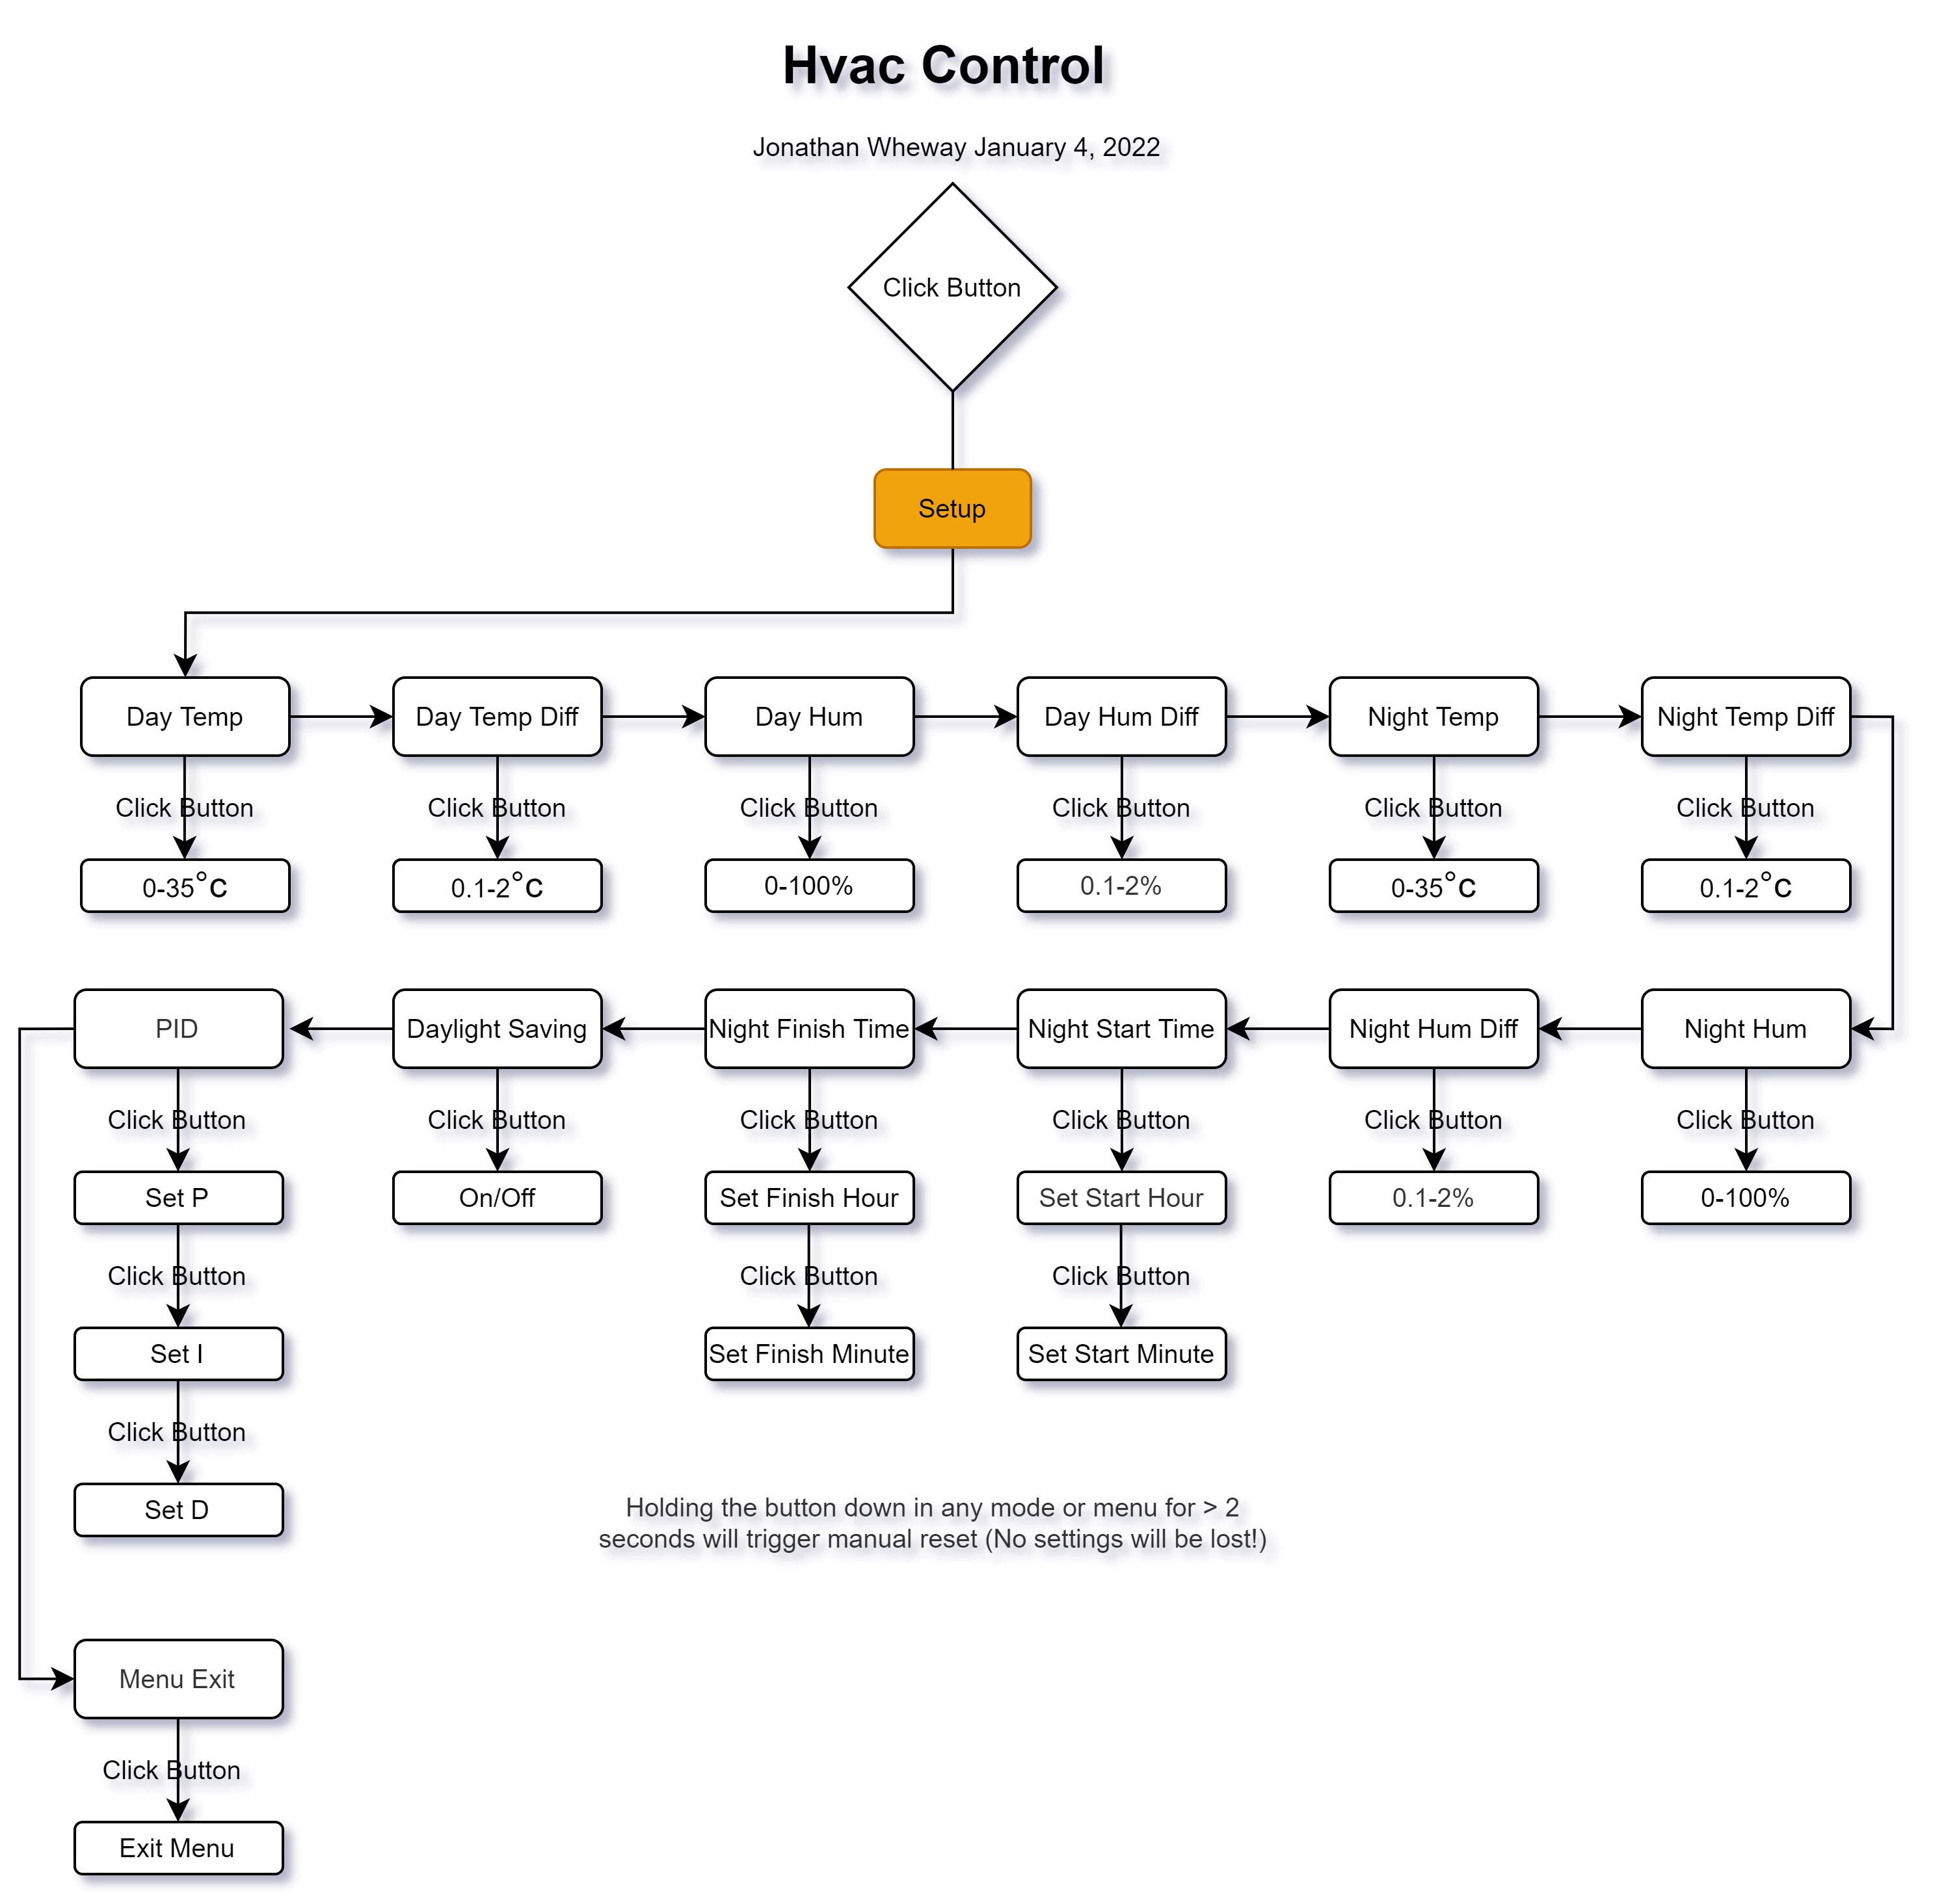 Hvac Control
Jonathan Wheway January 4, 2022
Click Button
Setup
Day Temp
Day Temp Diff
Day Hum
Day Hum Diff
Night Temp
Night Temp Diff
Click Button
Click Button
Click Button
Click Button
Click Button
Click Button
0-35°C
0.1-2°C
0-100%
0.1-2%
0-35°C
0.1-2°C
PID
Daylight Saving
Night Finish Time
Night Start Time
Night Hum Diff
Night Hum
Click Button
Click Button
Click Button
Click Button
Click Button
Click Button
Set P
On/Off
Set Finish Hour
Set Start Hour
0.1-2%
0-100%
Click Button
Click Button
Click Button
Set I
Set Finish Minute
Set Start Minute
Click Button
Set D
Holding the button down in any mode or menu for > 2
seconds will trigger manual reset (No settings will be lost!)
Menu Exit
Click Button
Exit Menu